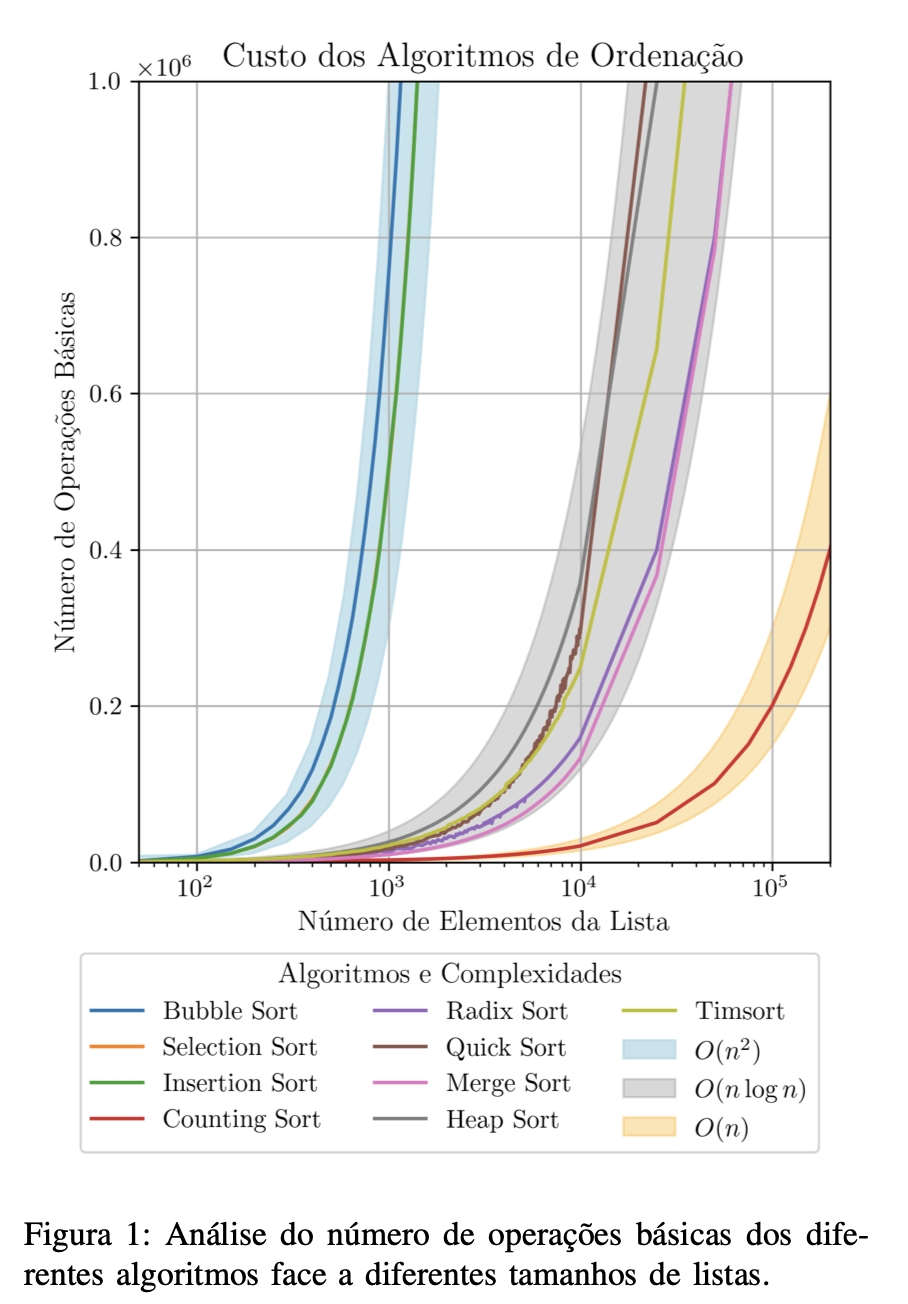 Custo dos Algoritmos de Ordenação
×10⁶
1.0
0.8
0.6
0.4
0.2
0.0
Número de Operações Básicas
10² 10³ 10⁴ 10⁵
Número de Elementos da Lista
Algoritmos e Complexidades
Bubble Sort Radix Sort Timsort
Selection Sort Quick Sort O(n²)
Insertion Sort Merge Sort O(n log n)
Counting Sort Heap Sort O(n)
Figura 1: Análise do número de operações básicas dos dife-
rentes algoritmos face a diferentes tamanhos de listas.